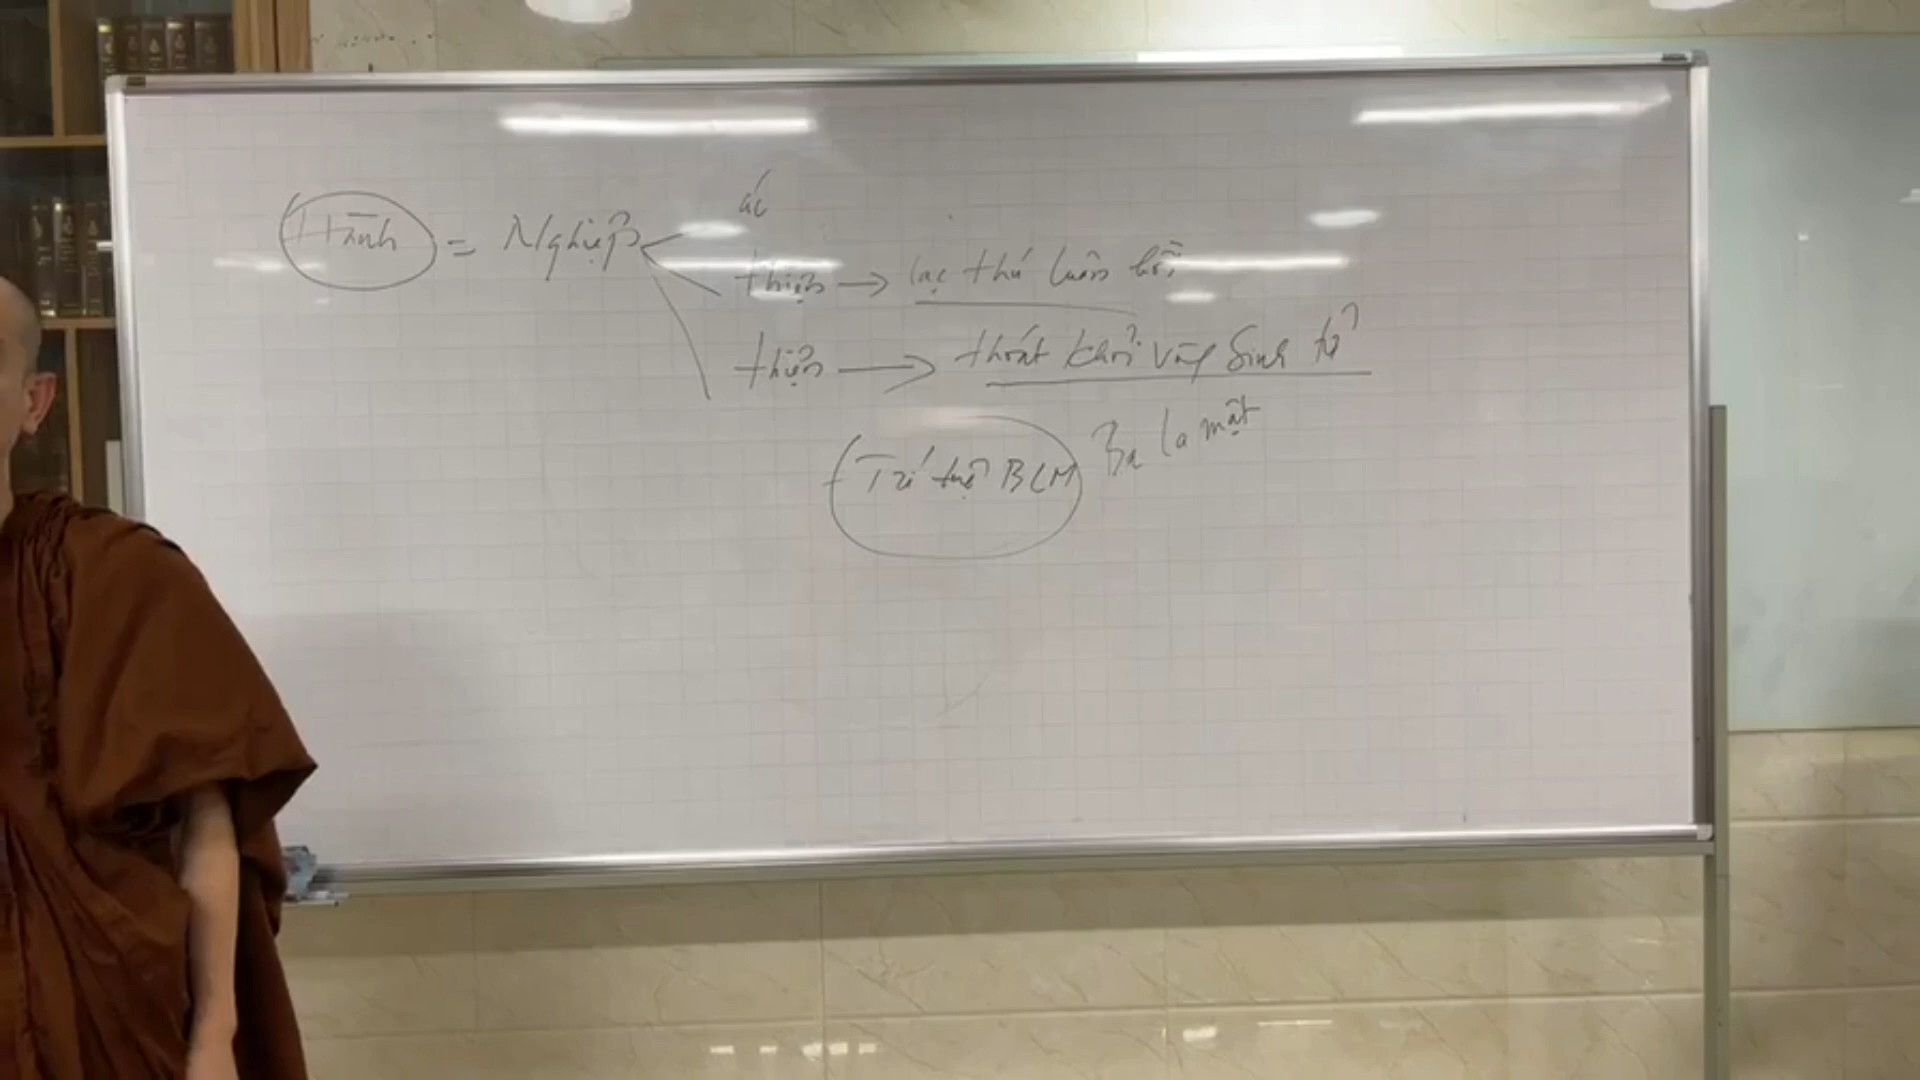 Hành = Nghiệp
ác
thiện → lạc thú luân hồi
thiện → thoát khỏi vòng sinh tử
+ Trí tuệ BLM Ba la mật